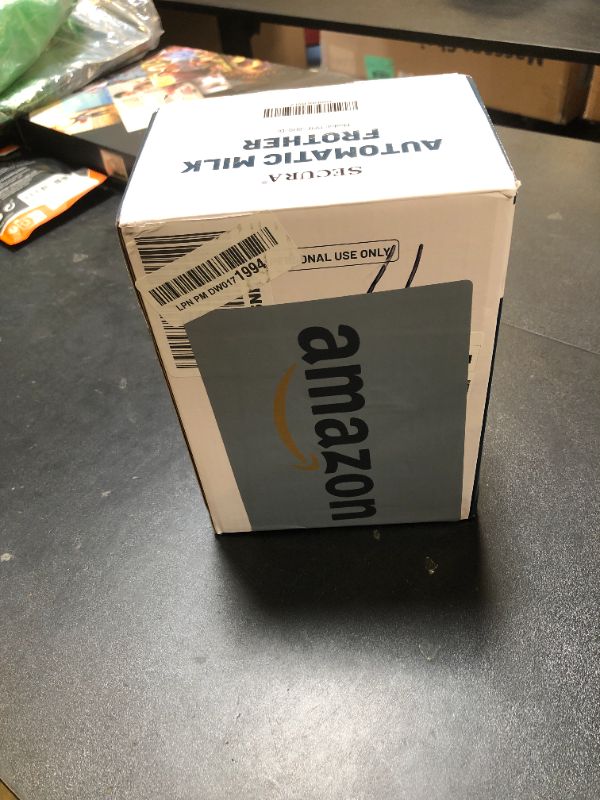 SECURA®
AUTOMATIC MILK
FROTHER
ONAL USE ONLY
LPN PM DW017 1994
amazon